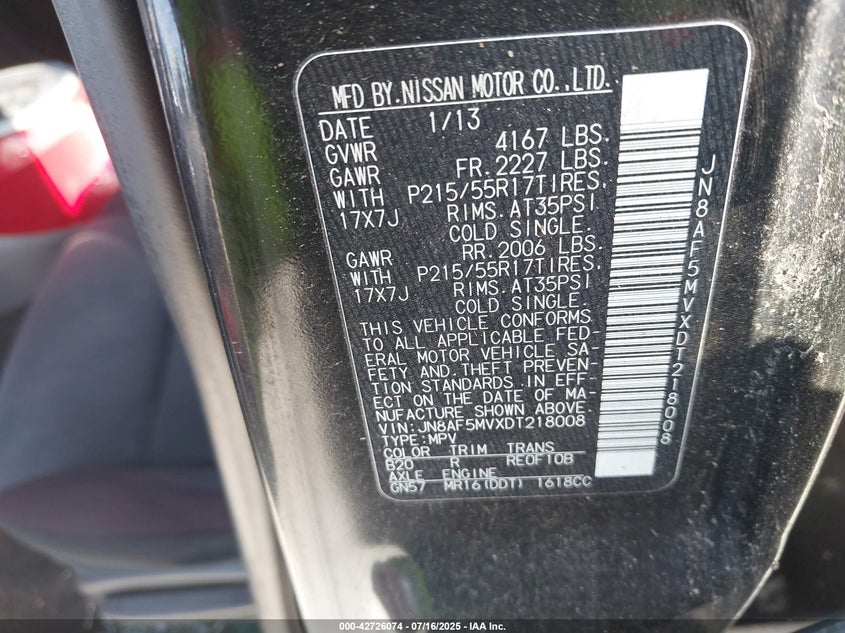 MFD BY.NISSAN MOTOR CO.,LTD.
DATE 1/13
GVWR 4167 LBS.
GAWR FR.2227 LBS.
WITH P215/55R17TIRES,
17X7J RIMS.AT35PSI
COLD SINGLE.
GAWR RR.2006 LBS.
WITH P215/55R17TIRES,
17X7J RIMS.AT35PSI
COLD SINGLE.
THIS VEHICLE CONFORMS
TO ALL APPLICABLE FED-
ERAL MOTOR VEHICLE SA-
FETY AND THEFT PREVEN-
TION STANDARDS IN EFF-
ECT ON THE DATE OF MA-
NUFACTURE SHOWN ABOVE.
VIN:JN8AF5MVXDT218008
TYPE:MPV
COLOR TRIM TRANS
B20 R REOF10B
AXLE ENGINE
GN57 MR16(DDT) 1618CC
JN8AF5MVXDT218008
000-42726074 - 07/16/2025 - IAA Inc.